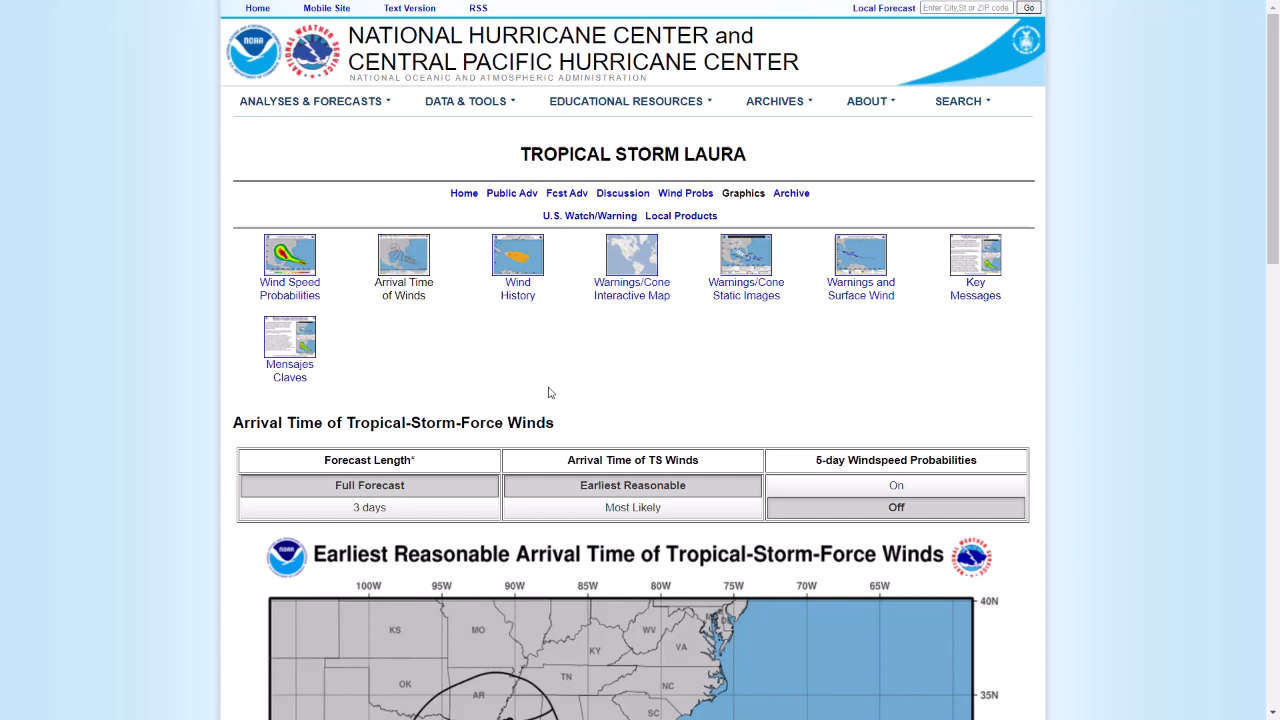 Home Mobile Site Text Version RSS Local Forecast Enter City,St or ZIP code Go
NOAA
NATIONAL WEATHER SERVICE
NATIONAL HURRICANE CENTER and
CENTRAL PACIFIC HURRICANE CENTER
NATIONAL OCEANIC AND ATMOSPHERIC ADMINISTRATION
ANALYSES & FORECASTS DATA & TOOLS EDUCATIONAL RESOURCES ARCHIVES ABOUT SEARCH
TROPICAL STORM LAURA
Home Public Adv Fcst Adv Discussion Wind Probs Graphics Archive
U.S. Watch/Warning Local Products
Wind Speed Arrival Time Wind Warnings/Cone Warnings/Cone Warnings and Key
Probabilities of Winds History Interactive Map Static Images Surface Wind Messages
Mensajes
Claves
Arrival Time of Tropical-Storm-Force Winds
Forecast Length* Arrival Time of TS Winds 5-day Windspeed Probabilities
Full Forecast Earliest Reasonable On
3 days Most Likely Off
NOAA Earliest Reasonable Arrival Time of Tropical-Storm-Force Winds
100W 95W 90W 85W 80W 75W 70W 65W
40N
KS MO WV VA
KY
OK AR TN NC 35N
SC